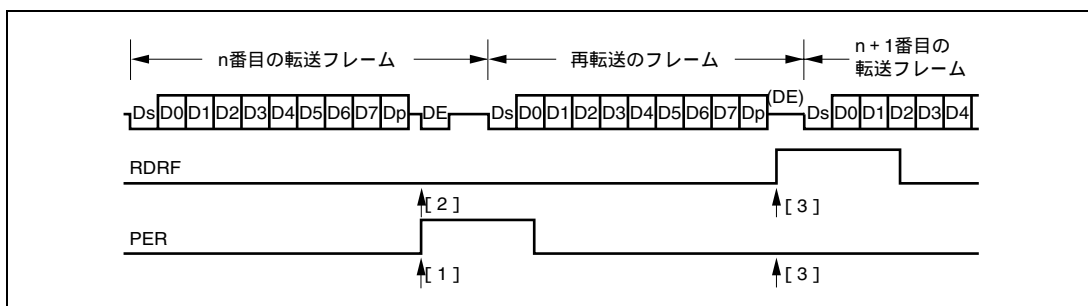 n番目の転送フレーム
再転送のフレーム
n + 1番目の
転送フレーム
Ds D0 D1 D2 D3 D4 D5 D6 D7 Dp DE Ds D0 D1 D2 D3 D4 D5 D6 D7 Dp (DE) Ds D0 D1 D2 D3 D4
RDRF
[ 2 ] [ 3 ]
PER
[ 1 ] [ 3 ]